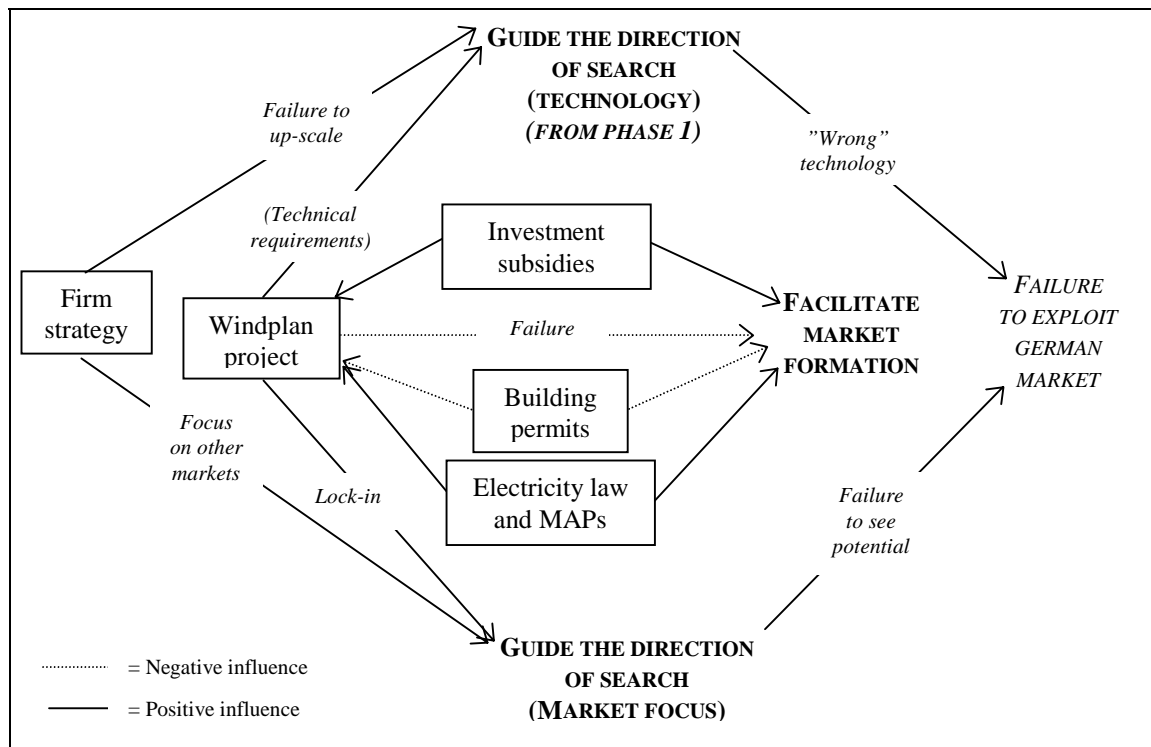 GUIDE THE DIRECTION
OF SEARCH
(TECHNOLOGY)
(FROM PHASE 1)
Failure to
up-scale
”Wrong”
technology
(Technical
requirements)
Investment
subsidies
Firm
strategy
Windplan
project
Failure
FACILITATE
MARKET
FORMATION
FAILURE
TO EXPLOIT
GERMAN
MARKET
Building
permits
Focus
on other
markets
Lock-in
Electricity law
and MAPs
Failure
to see
potential
GUIDE THE DIRECTION
OF SEARCH
(MARKET FOCUS)
= Negative influence
= Positive influence